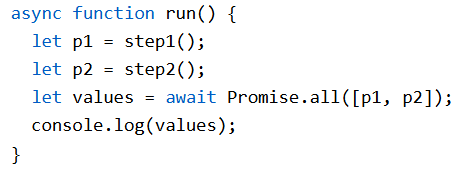 async function run() {
  let p1 = step1();
  let p2 = step2();
  let values = await Promise.all([p1, p2]);
  console.log(values);
}